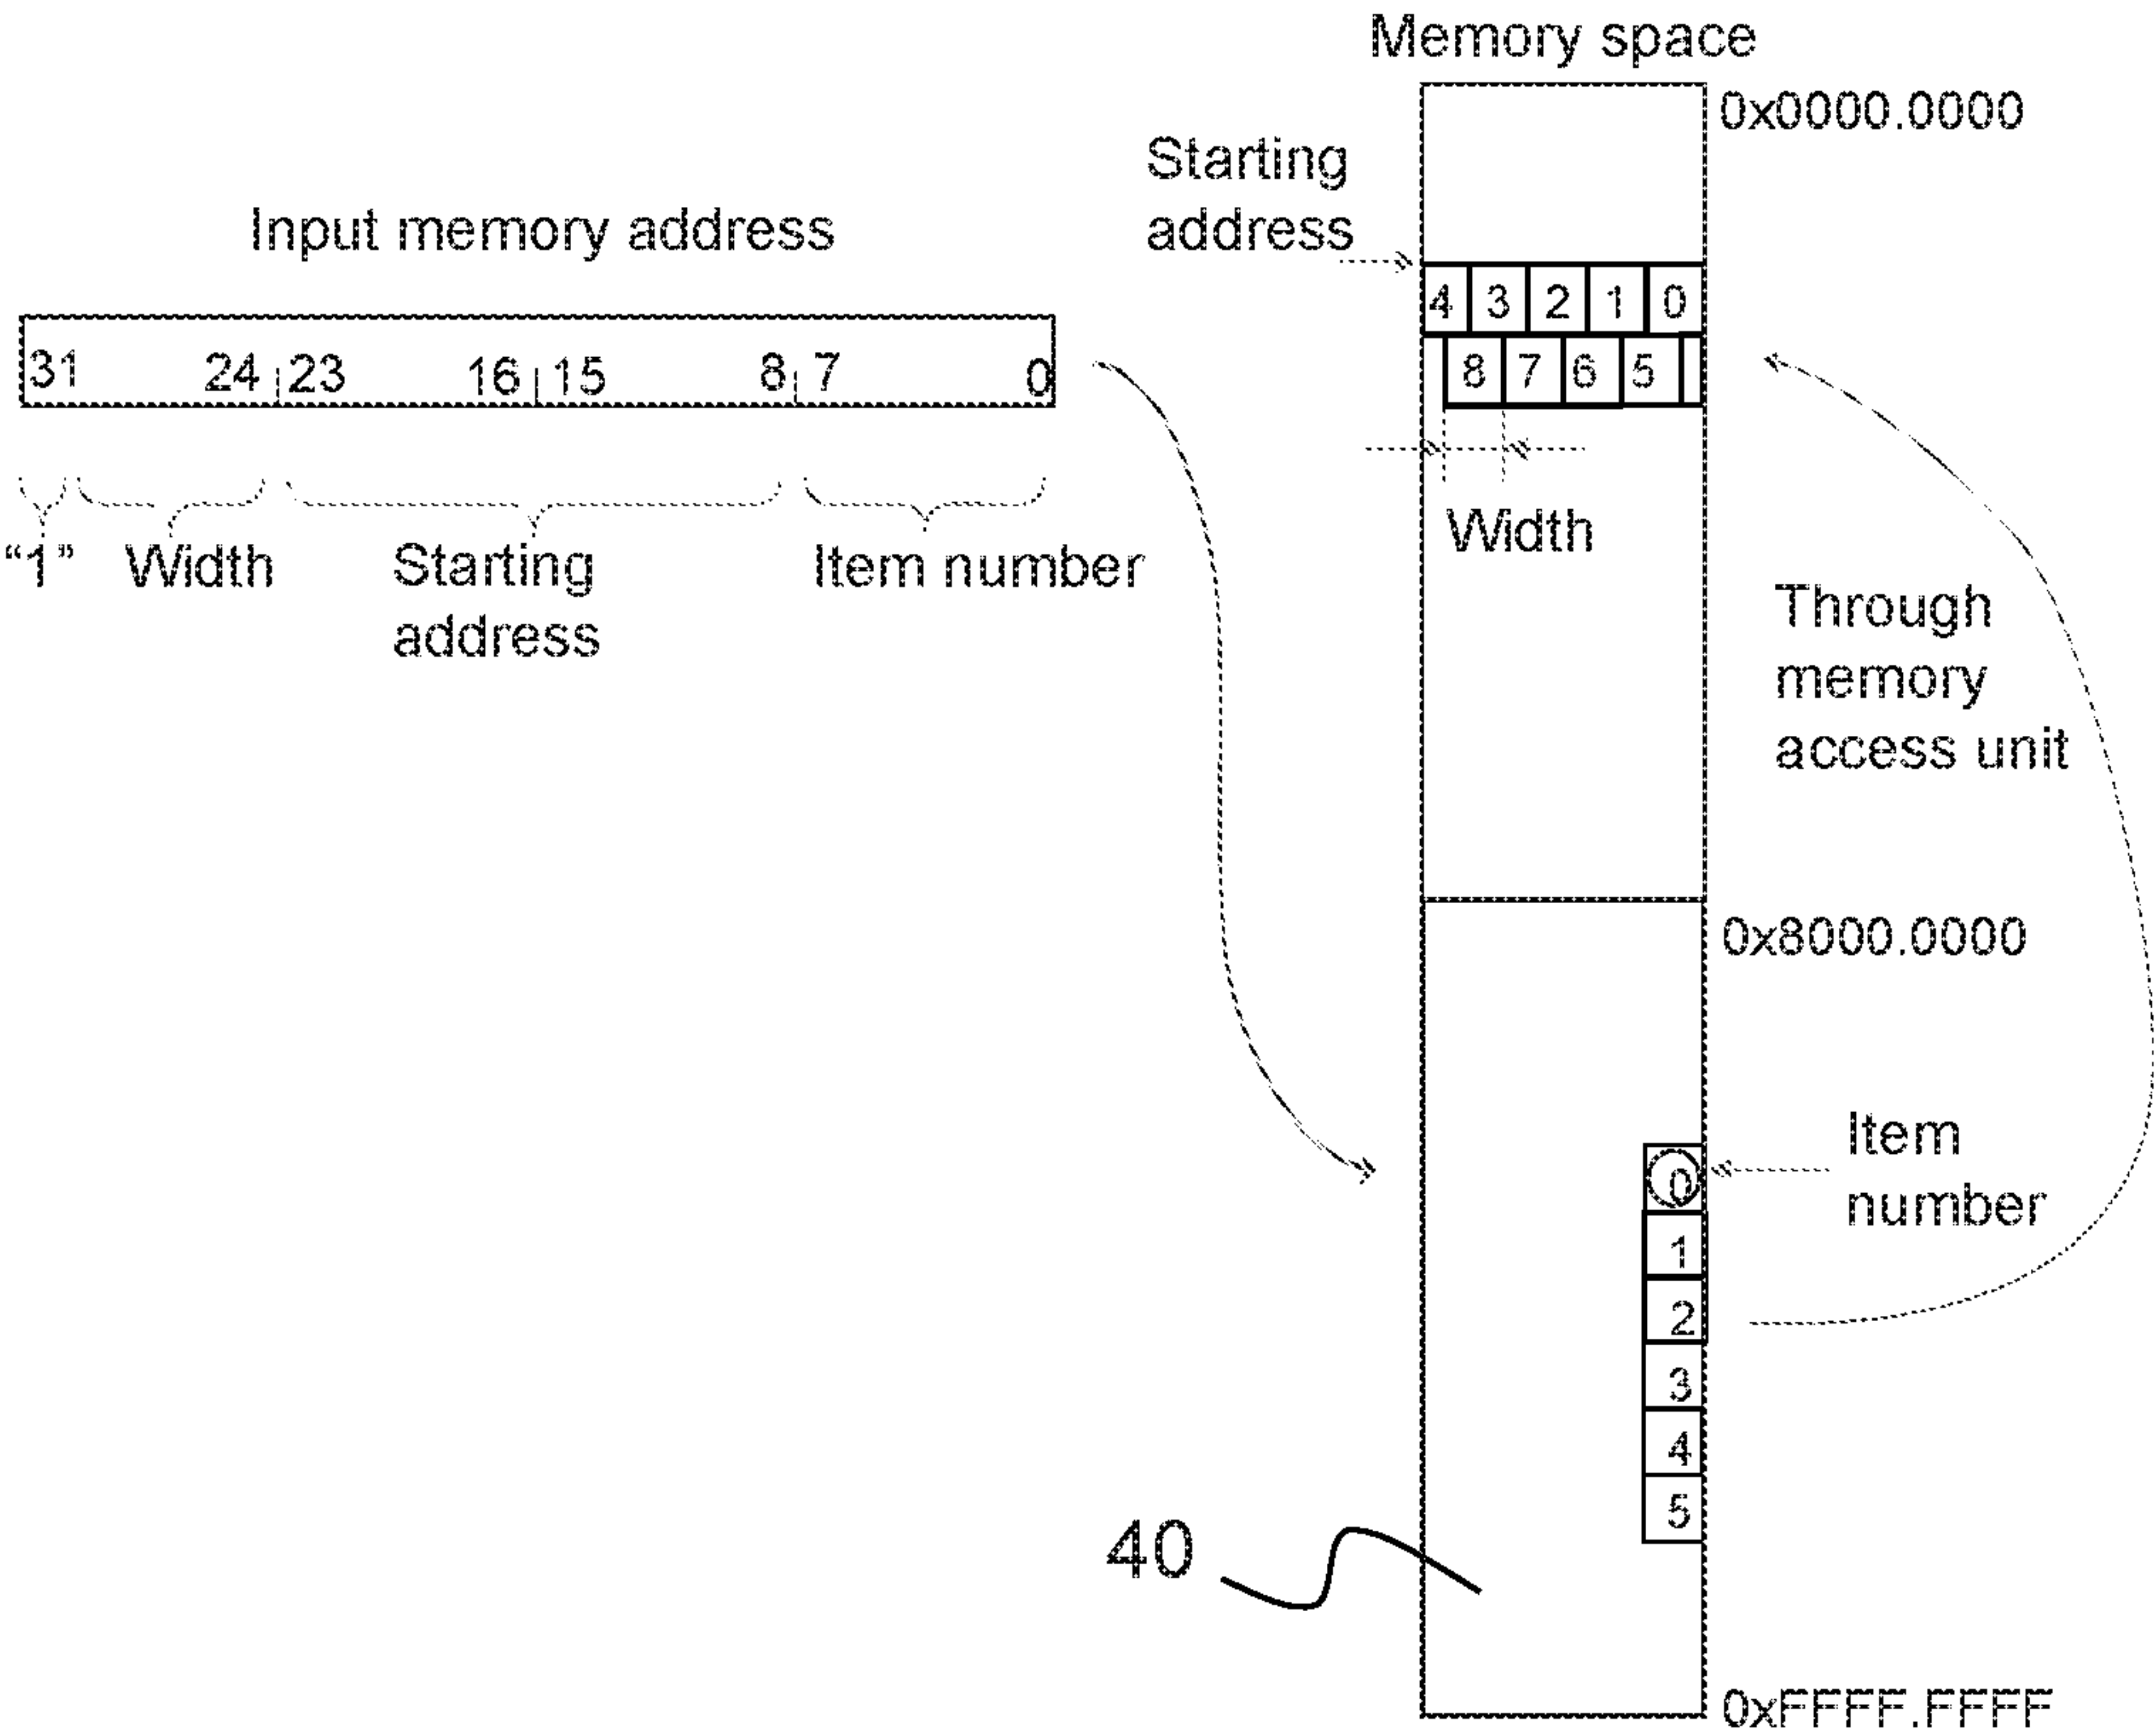 Memory space
0x0000.0000
Starting
address
Input memory address
4 3 2 1 0
31 24 23 16 15 8 7 0
8 7 6 5
Width
“1” Width Starting address Item number
Through
memory
access unit
0x8000.0000
Item
number
0
1
2
3
4
5
40
0xFFFF.FFFF